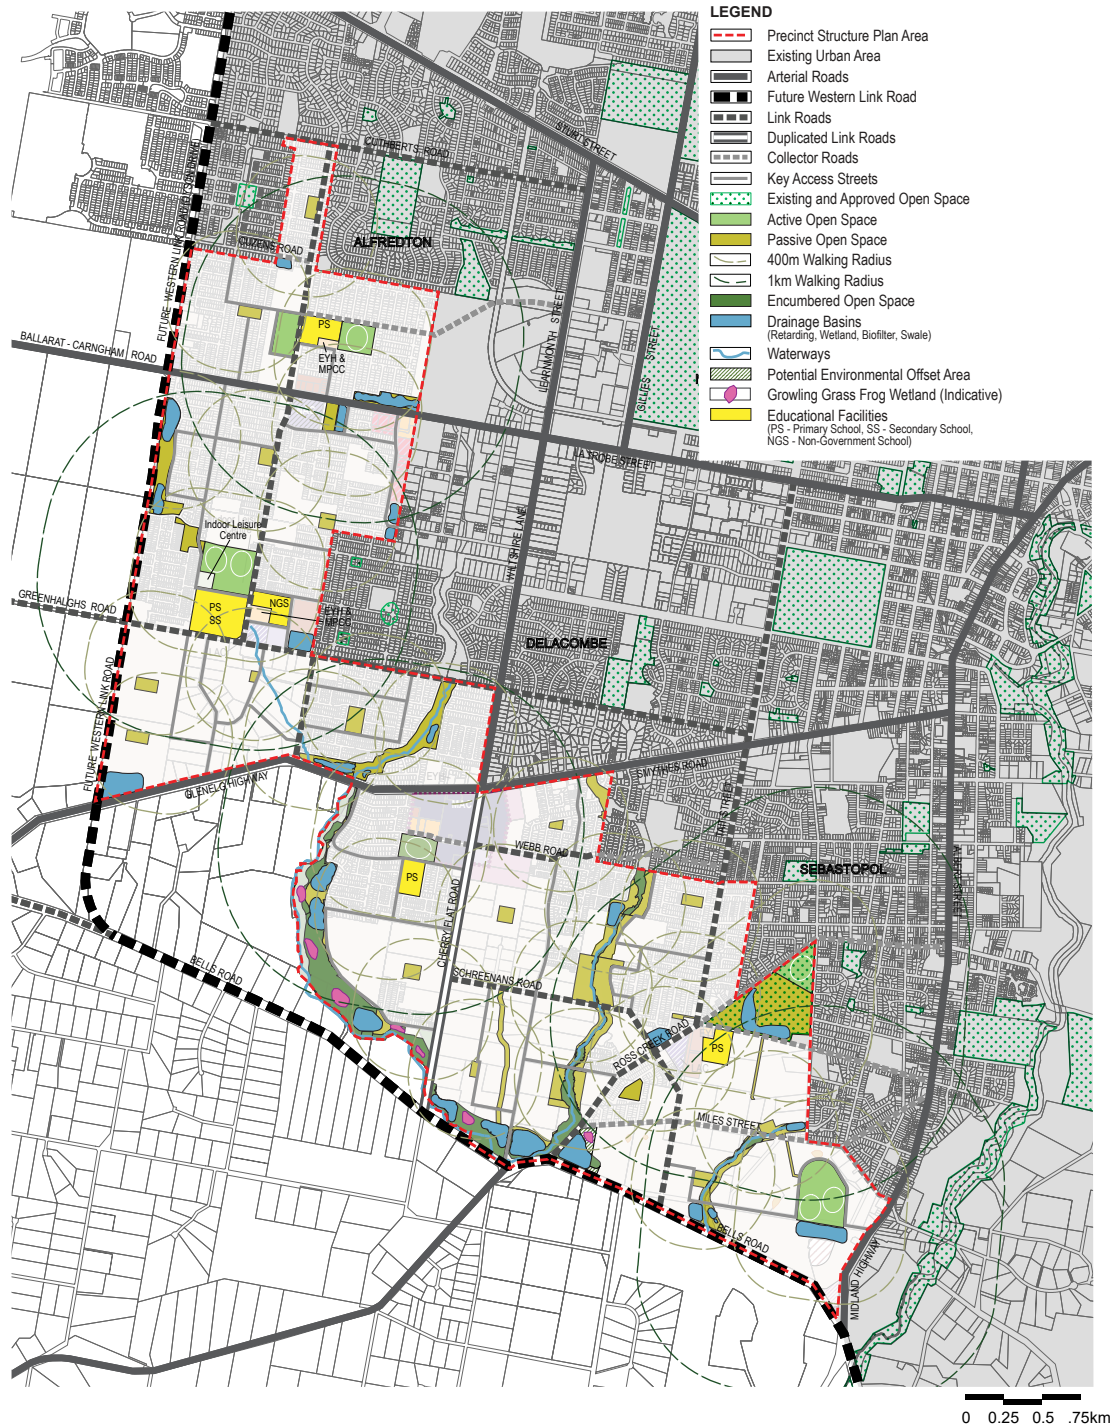 LEGEND
Precinct Structure Plan Area
Existing Urban Area
Arterial Roads
Future Western Link Road
Link Roads
Duplicated Link Roads
Collector Roads
Key Access Streets
Existing and Approved Open Space
Active Open Space
Passive Open Space
400m Walking Radius
1km Walking Radius
Encumbered Open Space
Drainage Basins
(Retarding, Wetland, Biofilter, Swale)
Waterways
Potential Environmental Offset Area
Growling Grass Frog Wetland (Indicative)
Educational Facilities
(PS - Primary School, SS - Secondary School,
NGS - Non-Government School)
STURT STREET
CUTHBERTS ROAD
ALFREDTON
CUZENS ROAD
FUTURE WESTERN LINK ROAD
LEARNMONTH STREET
GILLIES STREET
PS
EYH &
MPCC
BALLARAT - CARNGHAM ROAD
LA TROBE STREET
WILTSHIRE LANE
Indoor Leisure
Centre
GREENHAUGHS ROAD
PS
SS
NGS
EYH &
MPCC
DELACOMBE
FUTURE WESTERN LINK ROAD
GLENELG HIGHWAY
SMYTHES ROAD
TAIT STREET
WEBB ROAD
SEBASTOPOL
ALBERT STREET
PS
CHERRY FLAT ROAD
BELLS ROAD
SCHREENANS ROAD
ROSS CREEK ROAD
PS
MILES STREET
BELLS ROAD
MIDLAND HIGHWAY
0 0.25 0.5 .75km